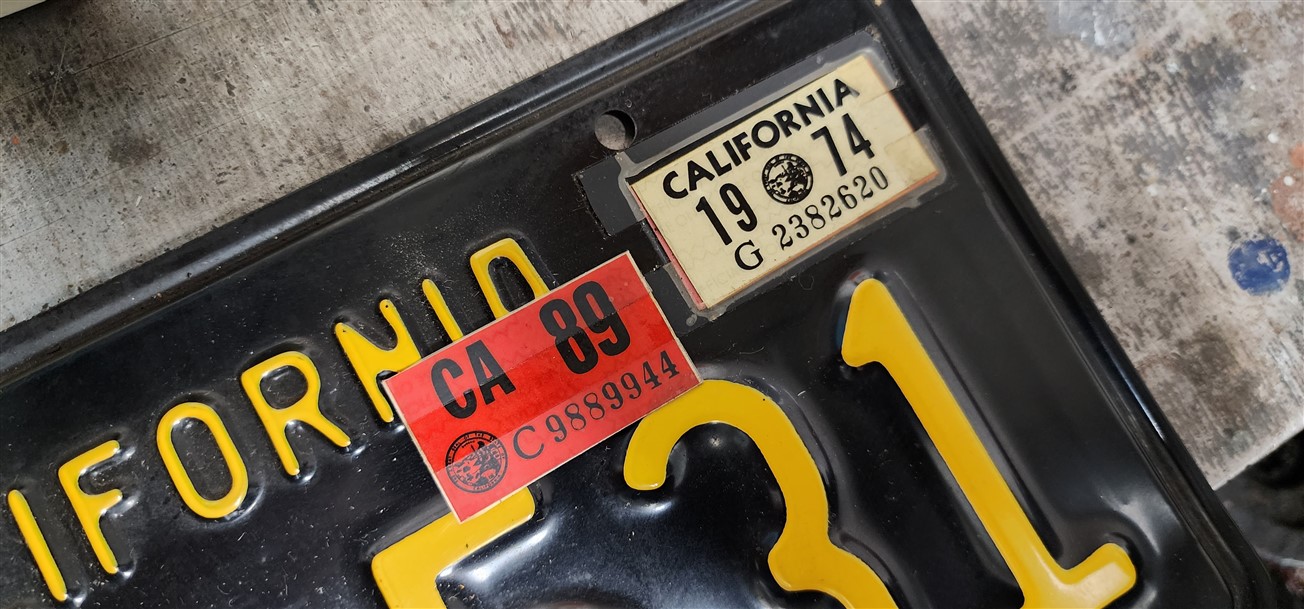 CALIFORNIA
19 74
G 2382620
IFORNIA
CA 89
C9889944
31